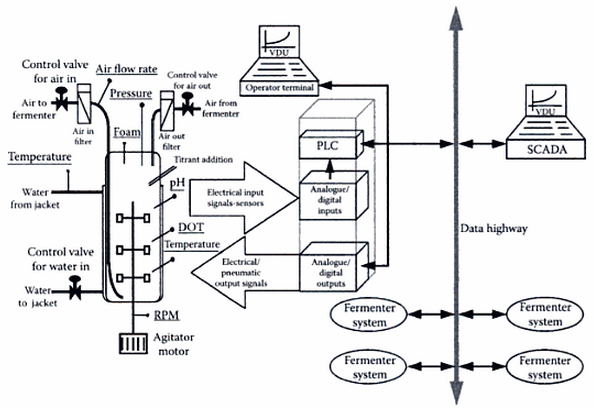 VDU
Operator terminal
Control valve
for air in
Air flow rate
Control valve
for air out
Pressure
Air to
fermenter
Air from
fermenter
Air in
filter
Air out
filter
Foam
Titrant addition
Temperature
pH
Water
from jacket
DOT
Temperature
Control valve
for water in
Water
to jacket
RPM
Agitator
motor
Electrical input
signals-sensors
Electrical/
pneumatic
output signals
PLC
Analogue/
digital
inputs
Analogue/
digital
outputs
VDU
SCADA
Data highway
Fermenter
system
Fermenter
system
Fermenter
system
Fermenter
system